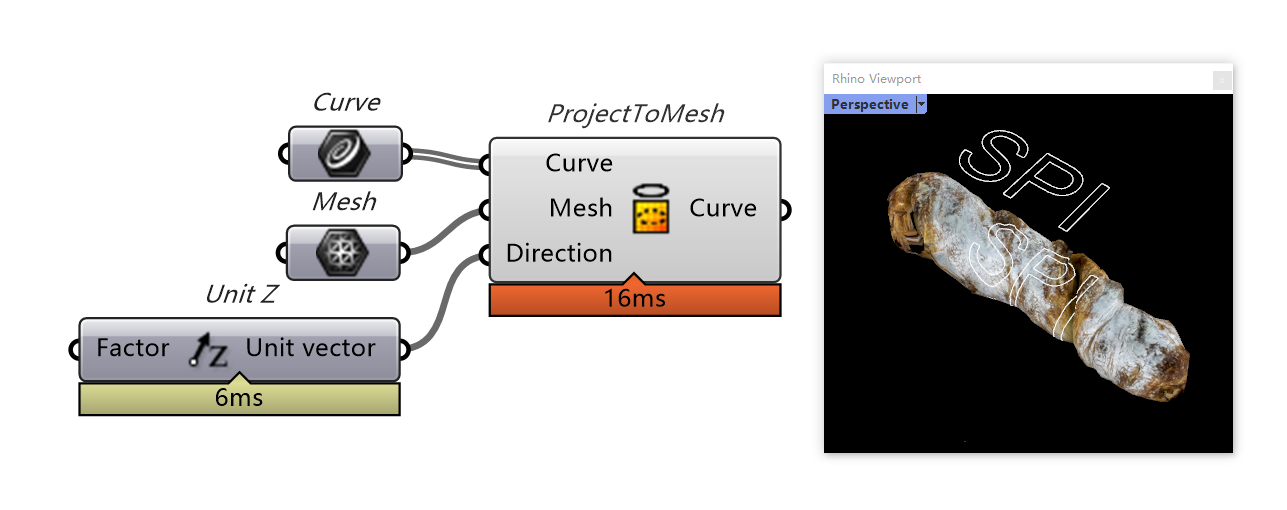 Curve
ProjectToMesh
Curve
Mesh
Mesh
Curve
Direction
Unit Z
16ms
Factor
Z
Unit vector
6ms
Rhino Viewport
x
Perspective
SPI
SPI